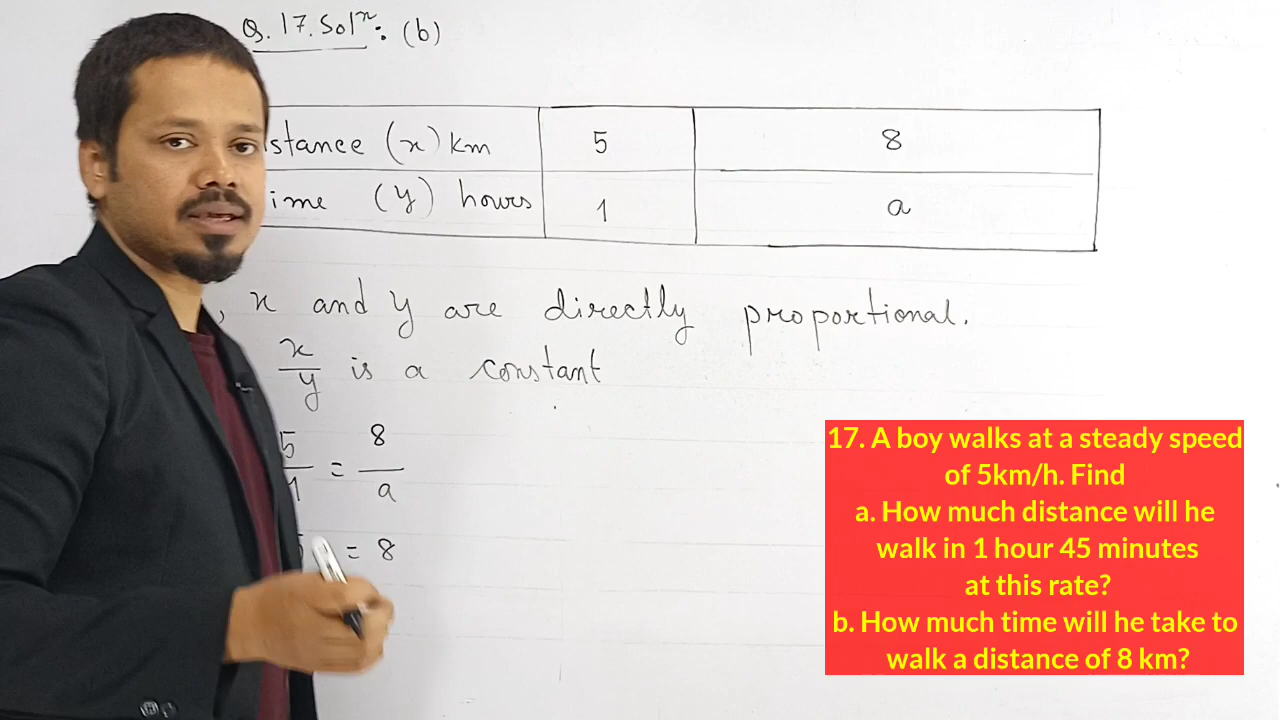 Q. 17. Solⁿ: (b)
stance (x) km 5 8
ime (y) hours 1 a
, x and y are directly proportional.
x/y is a constant
5/1 = 8/a
= 8
17. A boy walks at a steady speed
of 5km/h. Find
a. How much distance will he
walk in 1 hour 45 minutes
at this rate?
b. How much time will he take to
walk a distance of 8 km?